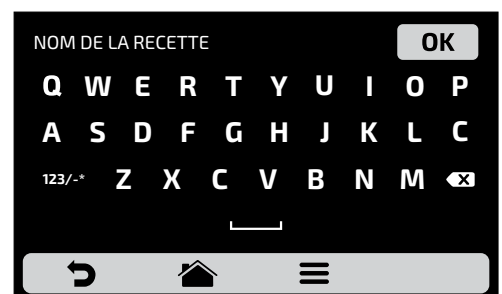 NOM DE LA RECETTE OK
Q W E R T Y U I O P
A S D F G H J K L C
123/-* Z X C V B N M